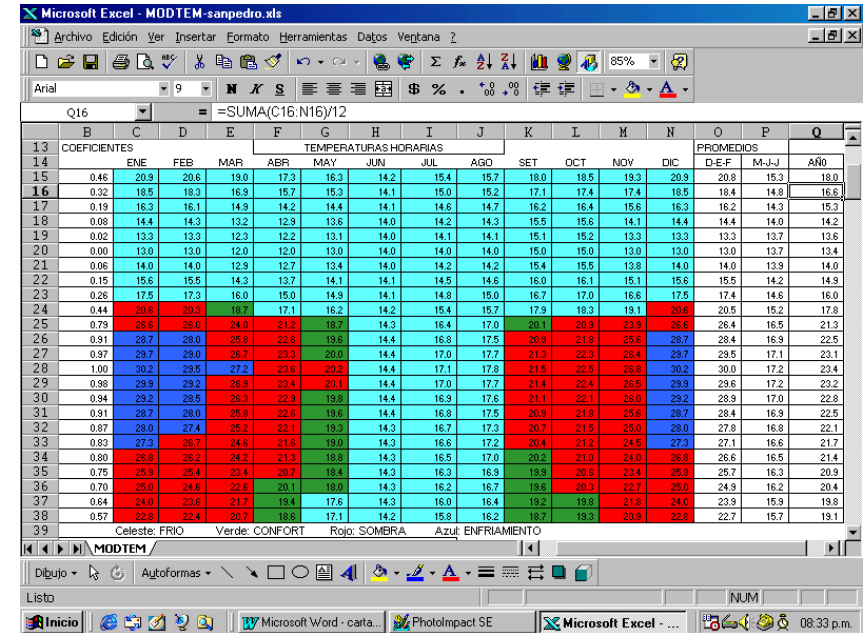 Microsoft Excel - MODTEM-sanpedro.xls
Archivo Edición Ver Insertar Formato Herramientas Datos Ventana ?
85%
Arial 9 N K S $ %
Q16 = =SUMA(C16:N16)/12
B C D E F G H I J K L M N O P Q
13 COEFICIENTES TEMPERATURAS HORARIAS PROMEDIOS
14 ENE FEB MAR ABR MAY JUN JUL AGO SET OCT NOV DIC D-E-F M-J-J AÑO
15 0.46 20.9 20.6 19.0 17.3 16.3 14.2 15.4 15.7 18.0 18.5 19.3 20.9 20.8 15.3 18.0
16 0.32 18.5 18.3 16.9 15.7 15.3 14.1 15.0 15.2 17.1 17.4 17.4 18.5 18.4 14.8 16.6
17 0.19 16.3 16.1 14.9 14.2 14.4 14.1 14.6 14.7 16.2 16.4 15.6 16.3 16.2 14.3 15.3
18 0.08 14.4 14.3 13.2 12.9 13.6 14.0 14.2 14.3 15.5 15.6 14.1 14.4 14.4 14.0 14.2
19 0.02 13.3 13.3 12.3 12.2 13.1 14.0 14.1 14.1 15.1 15.2 13.3 13.3 13.3 13.7 13.6
20 0.00 13.0 13.0 12.0 12.0 13.0 14.0 14.0 14.0 15.0 15.0 13.0 13.0 13.0 13.7 13.4
21 0.06 14.0 14.0 12.9 12.7 13.4 14.0 14.2 14.2 15.4 15.5 13.8 14.0 14.0 13.9 14.0
22 0.15 15.6 15.5 14.3 13.7 14.1 14.1 14.5 14.6 16.0 16.1 15.1 15.6 15.5 14.2 14.9
23 0.26 17.5 17.3 16.0 15.0 14.9 14.1 14.8 15.0 16.7 17.0 16.6 17.5 17.4 14.6 16.0
24 0.44 20.6 20.3 18.7 17.1 16.2 14.2 15.4 15.7 17.9 18.3 19.1 20.6 20.5 15.2 17.8
25 0.79 26.6 26.0 24.0 21.2 18.7 14.3 16.4 17.0 20.1 20.9 23.9 26.6 26.4 16.5 21.3
26 0.91 28.7 28.0 25.8 22.6 19.6 14.4 16.8 17.5 20.9 21.8 25.6 28.7 28.4 16.9 22.5
27 0.97 29.7 29.0 26.7 23.3 20.0 14.4 17.0 17.7 21.3 22.3 26.4 29.7 29.5 17.1 23.1
28 1.00 30.2 29.5 27.2 23.6 20.2 14.4 17.1 17.8 21.5 22.5 26.8 30.2 30.0 17.2 23.4
29 0.98 29.9 29.2 26.9 23.4 20.1 14.4 17.0 17.7 21.4 22.4 26.5 29.9 29.6 17.2 23.2
30 0.94 29.2 28.5 26.3 22.9 19.8 14.4 16.9 17.6 21.1 22.1 26.0 29.2 28.9 17.0 22.8
31 0.91 28.7 28.0 25.8 22.6 19.6 14.4 16.8 17.5 20.9 21.8 25.6 28.7 28.4 16.9 22.5
32 0.87 28.0 27.4 25.2 22.1 19.3 14.3 16.7 17.3 20.7 21.5 25.0 28.0 27.8 16.8 22.1
33 0.83 27.3 26.7 24.6 21.6 19.0 14.3 16.6 17.2 20.4 21.2 24.5 27.3 27.1 16.6 21.7
34 0.80 26.8 26.2 24.2 21.3 18.8 14.3 16.5 17.0 20.2 21.0 24.0 26.8 26.6 16.5 21.4
35 0.75 25.9 25.4 23.4 20.7 18.4 14.3 16.3 16.9 19.9 20.6 23.4 25.9 25.7 16.3 20.9
36 0.70 25.0 24.6 22.6 20.1 18.0 14.3 16.2 16.7 19.6 20.3 22.7 25.0 24.9 16.2 20.4
37 0.64 24.0 23.6 21.7 19.4 17.6 14.3 16.0 16.4 19.2 19.8 21.8 24.0 23.9 15.9 19.8
38 0.57 22.8 22.4 20.7 18.6 17.1 14.2 15.8 16.2 18.7 19.3 20.9 22.8 22.7 15.7 19.1
39 Celeste: FRIO Verde: CONFORT Rojo: SOMBRA Azul: ENFRIAMIENTO
MODTEM
Dibujo Autoformas
Listo NUM
Inicio Microsoft Word - carta... PhotoImpact SE Microsoft Excel - ... 08:33 p.m.